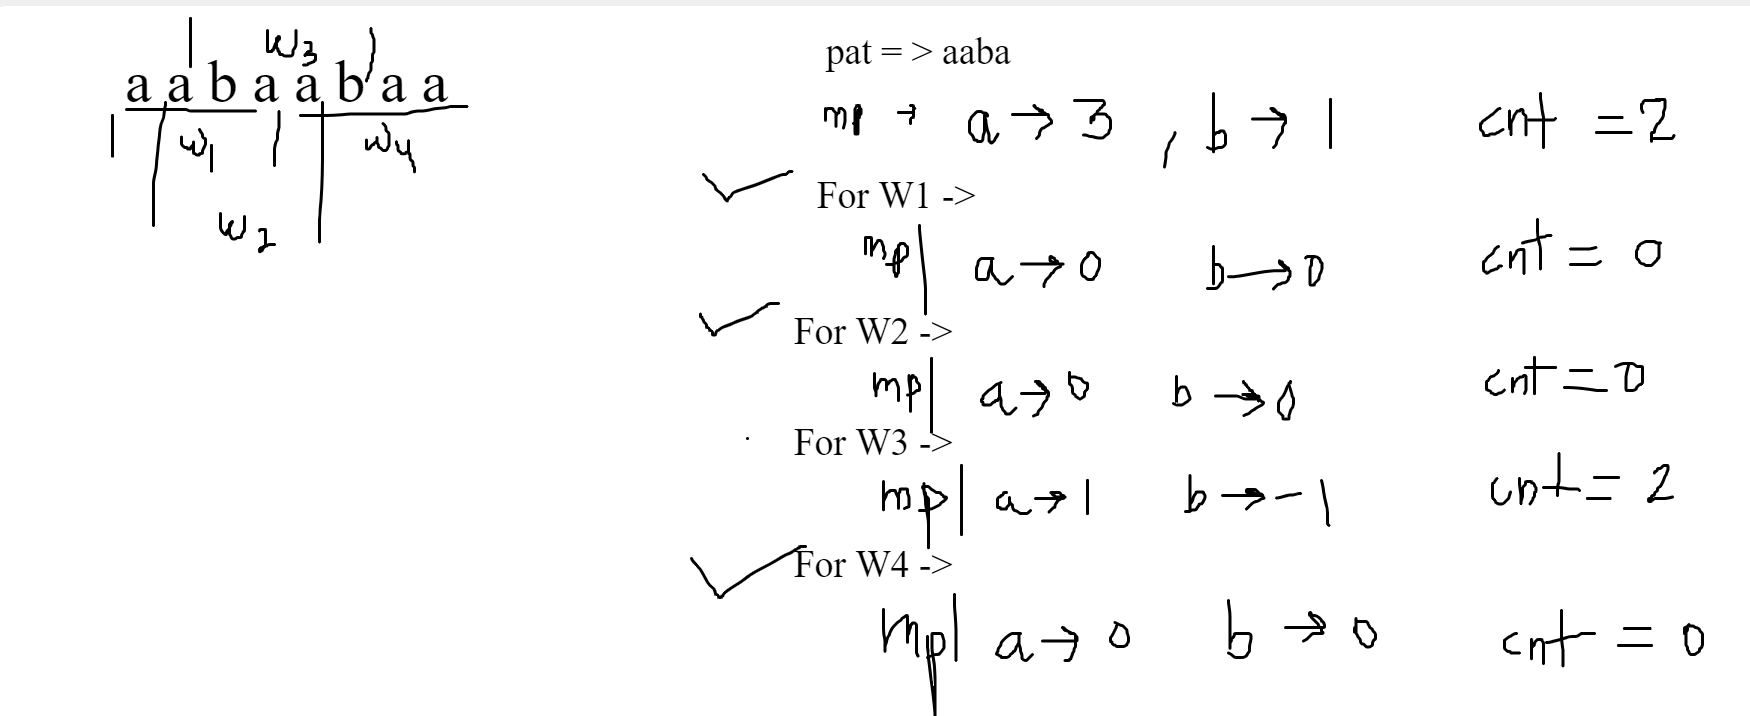 w3
a a b a a b a a
w1 w4
w2
pat = > aaba
mp → a → 3 , b → 1 cnt = 2
For W1 ->
mp| a → 0 b → 0 cnt = 0
For W2 ->
mp| a → 0 b → 0 cnt = 0
For W3 ->
mp| a → 1 b → -1 cnt = 2
For W4 ->
mp| a → 0 b → 0 cnt = 0